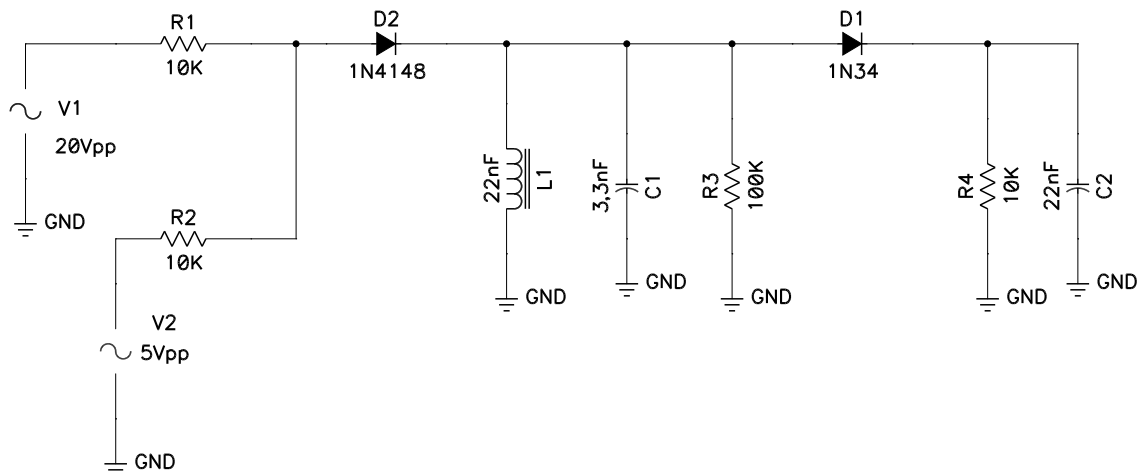 R1
10K
V1
20Vpp
GND
R2
10K
V2
5Vpp
GND
D2
1N4148
22nF
L1
GND
3,3nF
C1
GND
R3
100K
GND
D1
1N34
R4
10K
GND
22nF
C2
GND